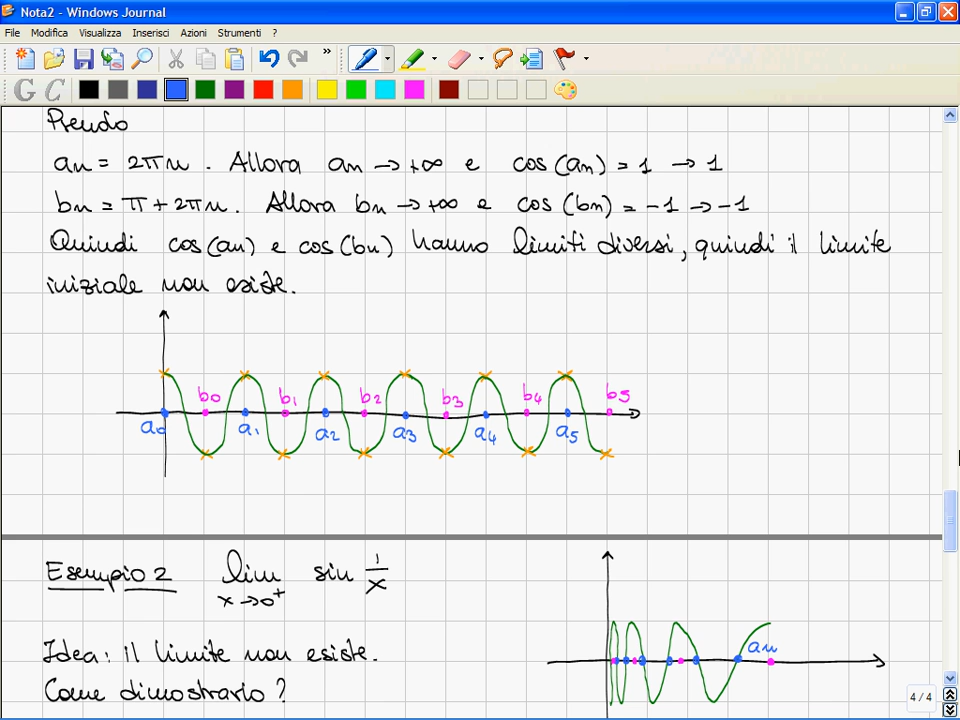 Nota2 - Windows Journal
File Modifica Visualizza Inserisci Azioni Strumenti ?
»
G C
Prendo
an = 2πn . Allora an → +∞ e cos(an) = 1 → 1
bn = π + 2πn. Allora bn → +∞ e cos(bn) = -1 → -1
Quindi cos(an) e cos(bn) hanno limiti diversi, quindi il limite
iniziale non esiste.
b0 b1 b2 b3 b4 b5
a0 a1 a2 a3 a4 a5
Esempio 2 lim x→0+ sin 1/x
an
Idea: il limite non esiste.
Come dimostrarlo?
4 / 4